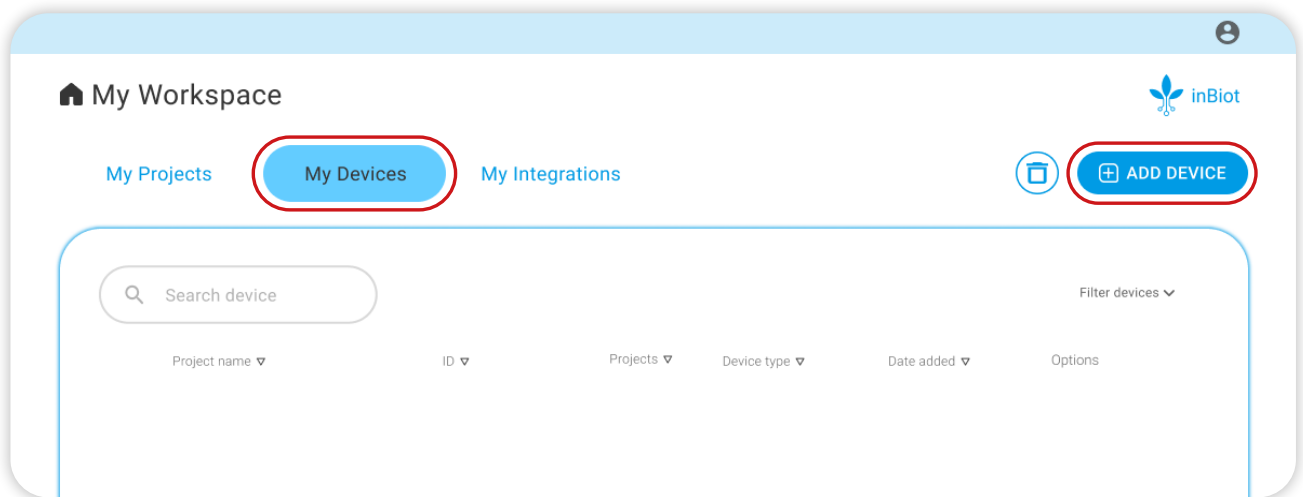 My Workspace
inBiot
My Projects
My Devices
My Integrations
ADD DEVICE
Search device
Filter devices
Project name
ID
Projects
Device type
Date added
Options